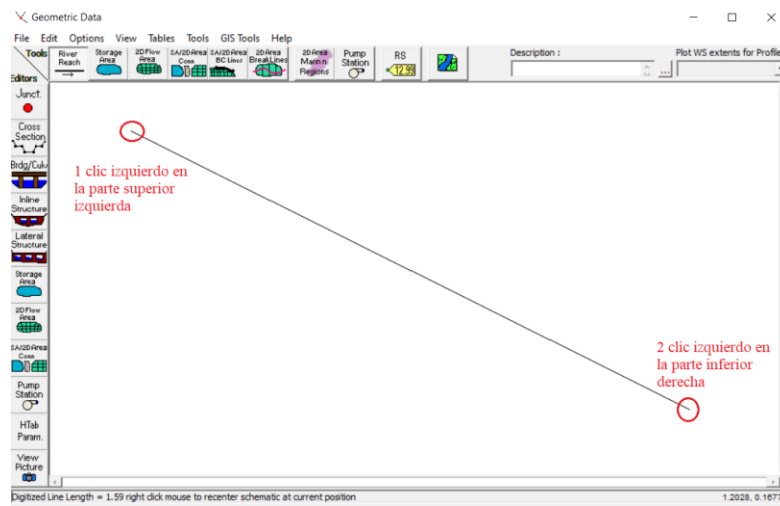 Geometric Data
File Edit Options View Tables Tools GIS Tools Help
Tools
Editors
River
Reach
Storage
Area
2D Flow
Area
SA/2D Area
Conn
SA/2D Area
BC Lines
2D Area
BreakLines
2D Area
Mann n
Regions
Pump
Station
RS
12.99
Description :
...
Plot WS extents for Profile
Junct.
Cross
Section
Brdg/Culv
Inline
Structure
Lateral
Structure
Storage
Area
2D Flow
Area
SA/2D Area
Conn
Pump
Station
HTab
Param.
View
Picture
1 clic izquierdo en
la parte superior
izquierda
2 clic izquierdo en
la parte inferior
derecha
Digitized Line Length = 1.59 right click mouse to recenter schematic at current position
1.2028, 0.1677